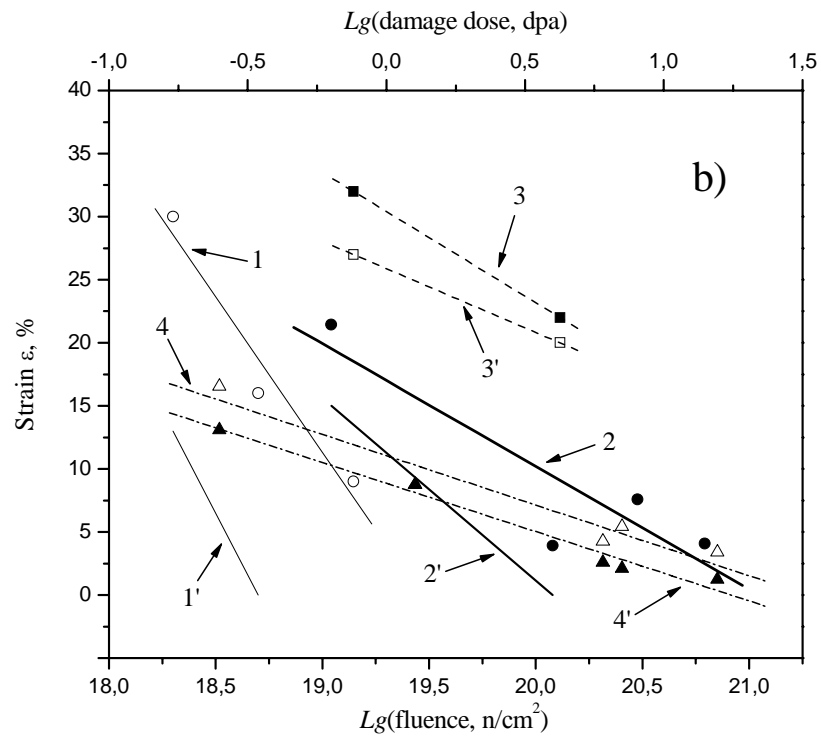 Lg(damage dose, dpa)
-1,0 -0,5 0,0 0,5 1,0 1,5
40
35
30
25
20
15
10
5
0
Strain ε, %
b)
3
1
4
3'
2
2'
1'
4'
18,0 18,5 19,0 19,5 20,0 20,5 21,0
Lg(fluence, n/cm²)